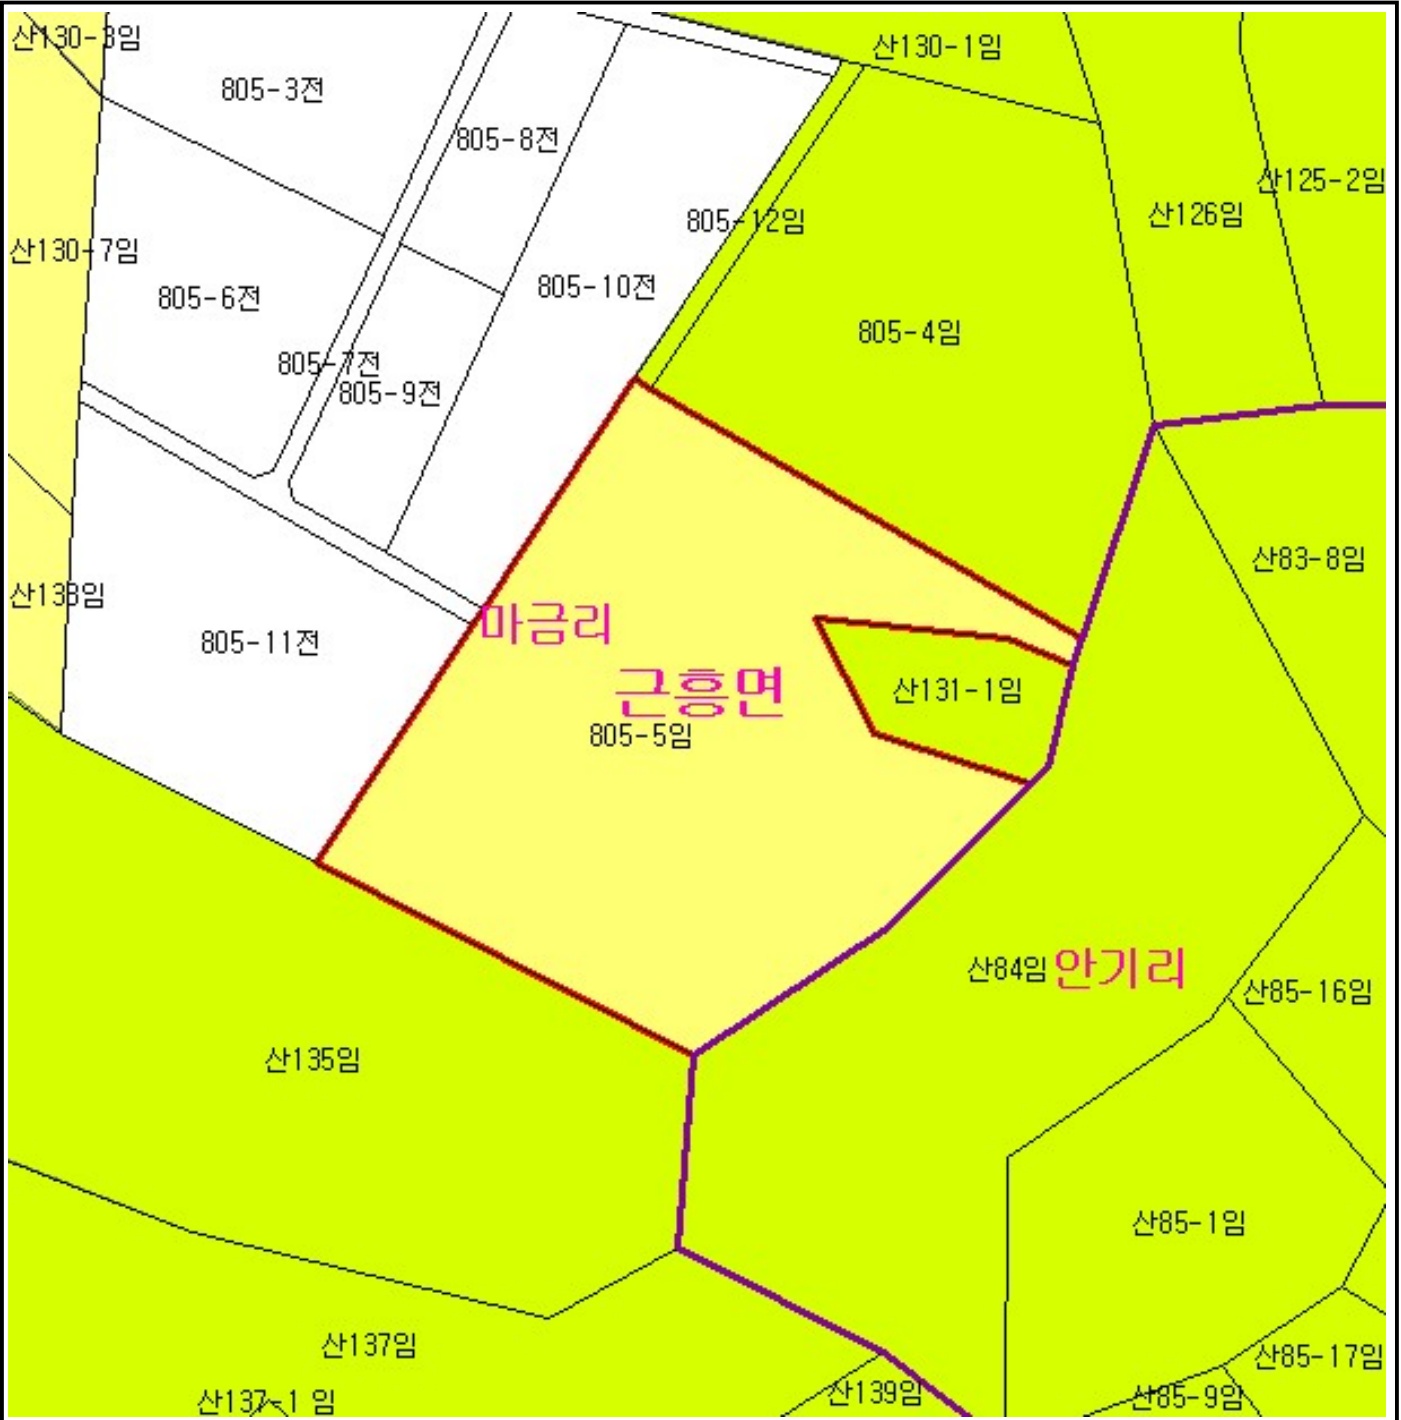 산130-3임
산130-1임
805-3전
805-8전
산125-2임
산126임
805-12임
산130-7임
805-10전
805-6전
805-4임
805-7전
805-9전
산83-8임
산138임
마금리
805-11전
근흥면
산131-1임
805-5임
산84임
안기리
산85-16임
산135임
산85-1임
산137임
산85-17임
산139임
산85-9임
산137-1 임